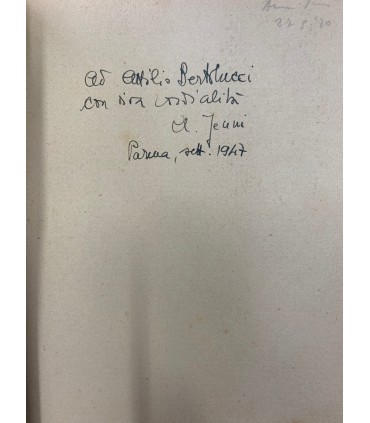 ad Attilio Bertolucci
con viva cordialità
A. Jenni
Parma, sett. 1947